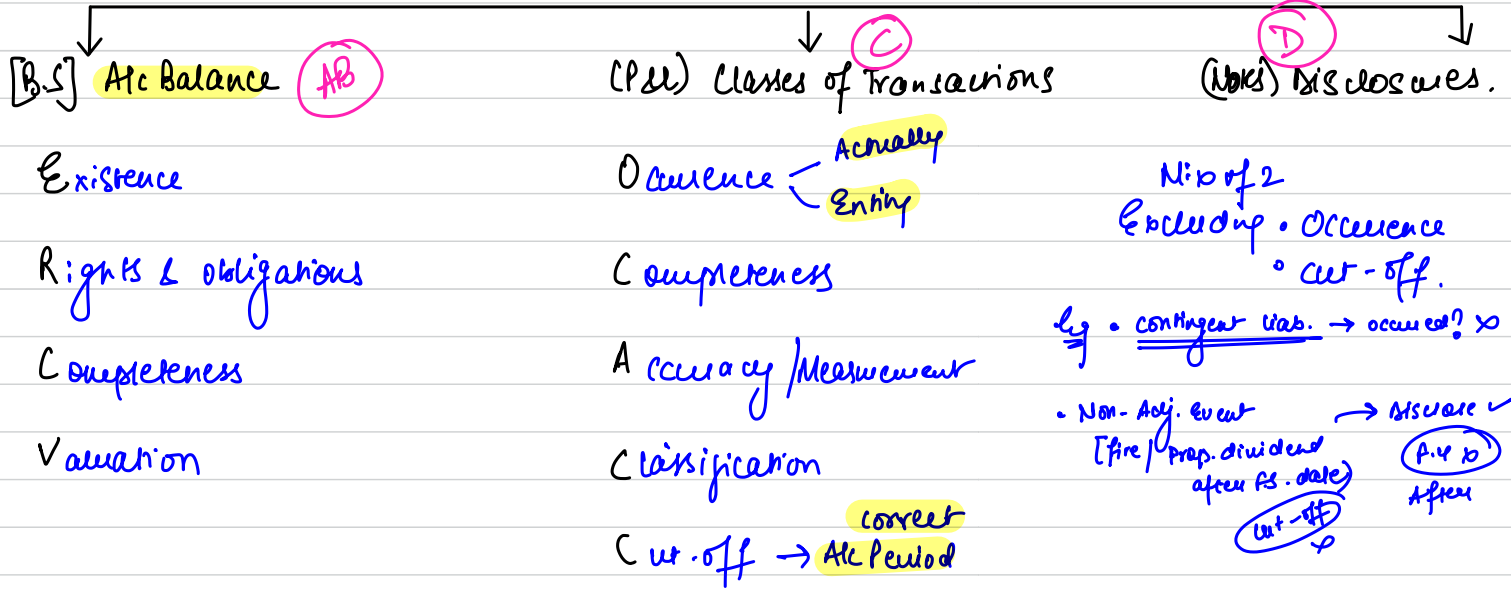 [B.S] A/c Balance (AB)
Existence
Rights & obligations
Completeness
Valuation
(P&L) Classes of Transactions (C)
Occurence
Actually
Entity
Completeness
Accuracy/Measurement
Classification
Cut-off → correct
A/c Period
(Notes) Disclosures. (D)
Mix of 2
Excluding • Occurrence
• cut-off.
Eg • contingent liab. → occured? x
• Non-Adj. Event → Disclose ✓
[fire/prop. dividend
after FS. date)
cut-off x
A.Y x
After